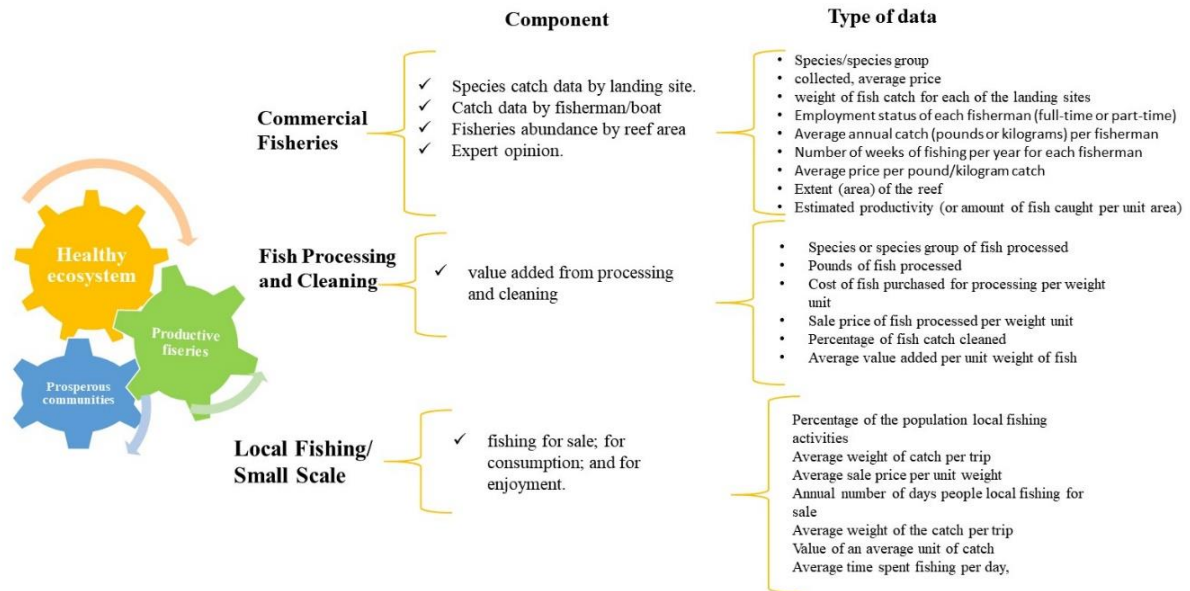 Component
Type of data
Healthy
ecosystem
Productive
fiseries
Prosperous
communities
Commercial
Fisheries
✓ Species catch data by landing site.
✓ Catch data by fisherman/boat
✓ Fisheries abundance by reef area
✓ Expert opinion.
• Species/species group
• collected, average price
• weight of fish catch for each of the landing sites
• Employment status of each fisherman (full-time or part-time)
• Average annual catch (pounds or kilograms) per fisherman
• Number of weeks of fishing per year for each fisherman
• Average price per pound/kilogram catch
• Extent (area) of the reef
• Estimated productivity (or amount of fish caught per unit area)
Fish Processing
and Cleaning
✓ value added from processing
and cleaning
• Species or species group of fish processed
• Pounds of fish processed
• Cost of fish purchased for processing per weight
unit
• Sale price of fish processed per weight unit
• Percentage of fish catch cleaned
• Average value added per unit weight of fish
Local Fishing/
Small Scale
✓ fishing for sale; for
consumption; and for
enjoyment.
Percentage of the population local fishing
activities
Average weight of catch per trip
Average sale price per unit weight
Annual number of days people local fishing for
sale
Average weight of the catch per trip
Value of an average unit of catch
Average time spent fishing per day,